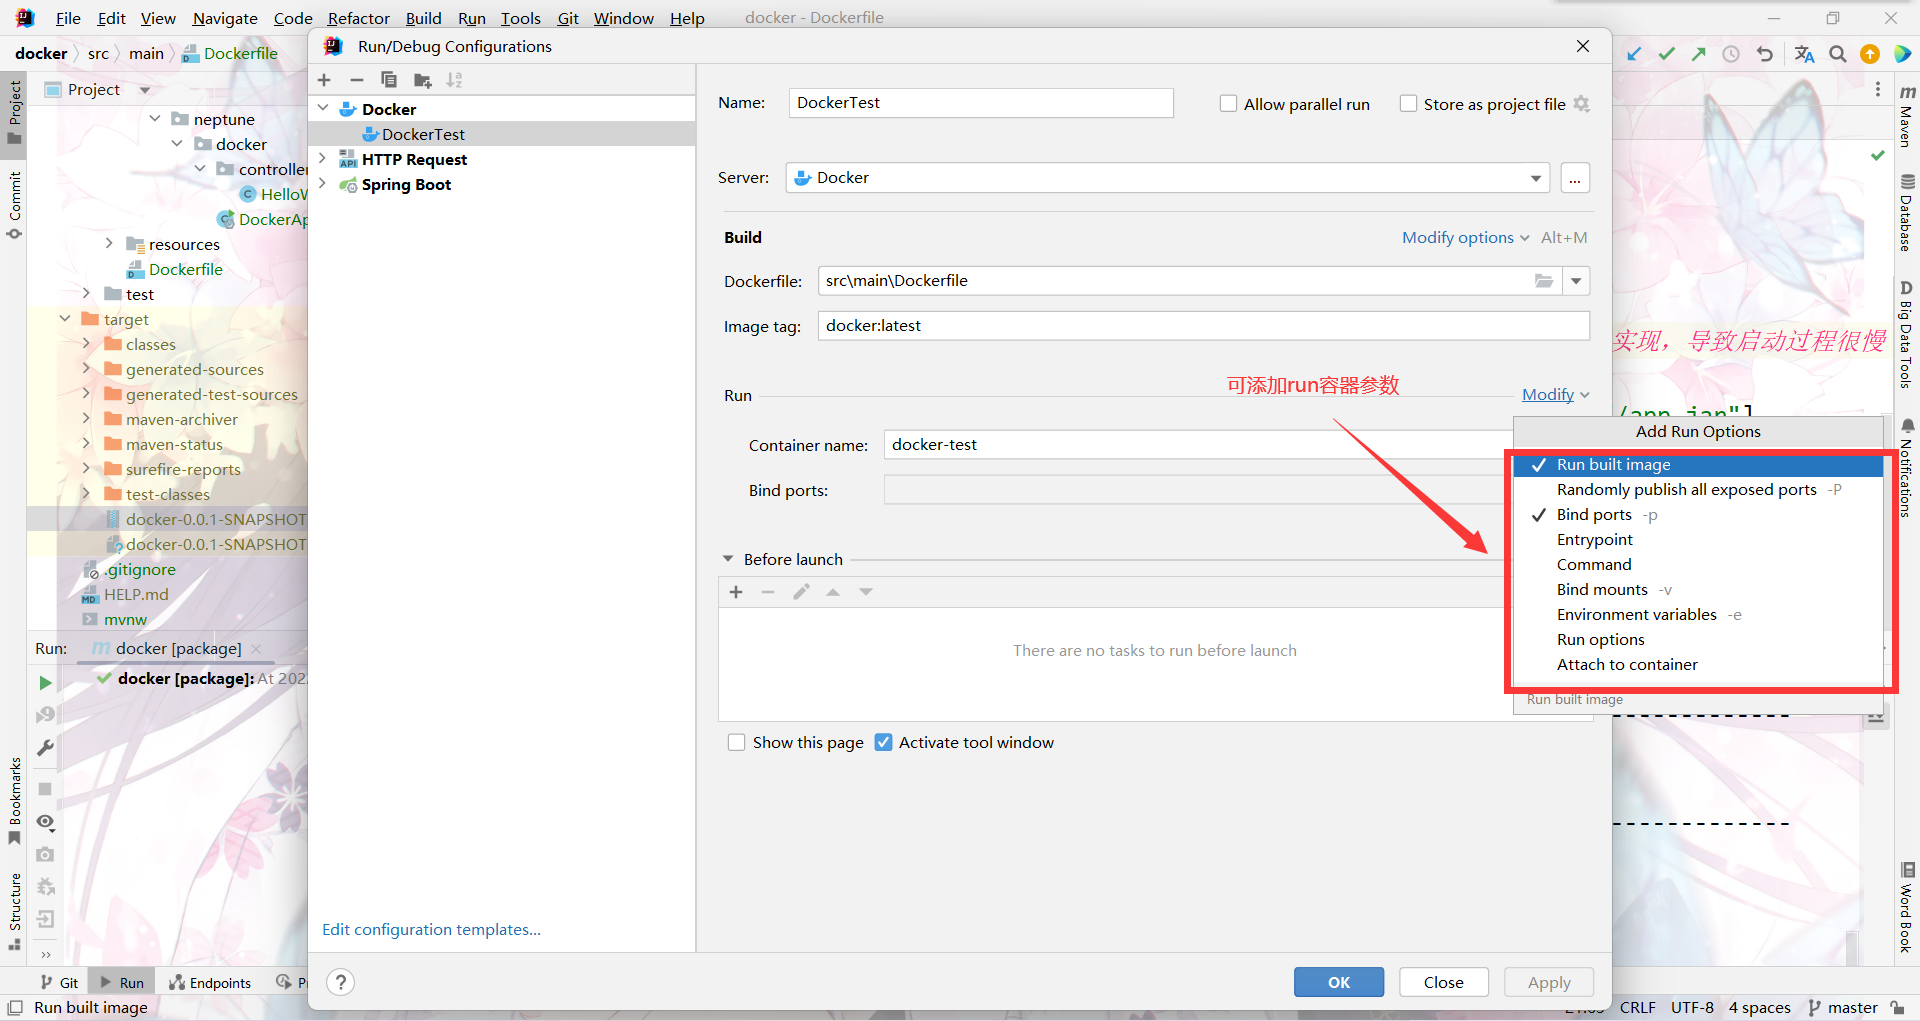 File Edit View Navigate Code Refactor Build Run Tools Git Window Help docker - Dockerfile
docker src main Dockerfile
Run/Debug Configurations
Project
Project
neptune
docker
controller
HelloW
DockerAp
resources
Dockerfile
test
target
classes
generated-sources
generated-test-sources
maven-archiver
maven-status
surefire-reports
test-classes
docker-0.0.1-SNAPSHOT
docker-0.0.1-SNAPSHOT
.gitignore
HELP.md
mvnw
Commit
Bookmarks
Structure
Run: docker [package]
docker [package]: At 202
Docker
DockerTest
HTTP Request
Spring Boot
Edit configuration templates...
Name: DockerTest Allow parallel run Store as project file
Server: Docker ...
Build Modify options Alt+M
Dockerfile: src\main\Dockerfile
Image tag: docker:latest
可添加run容器参数
Run Modify
Container name: docker-test
Bind ports:
Before launch
There are no tasks to run before launch
Show this page Activate tool window
Add Run Options
Run built image
Randomly publish all exposed ports -P
Bind ports -p
Entrypoint
Command
Bind mounts -v
Environment variables -e
Run options
Attach to container
Run built image
OK Close Apply
实现，导致启动过程很慢
/app.jar"]
Maven
Database
Big Data Tools
Notifications
Word Book
Git Run Endpoints
Run built image
CRLF UTF-8 4 spaces master